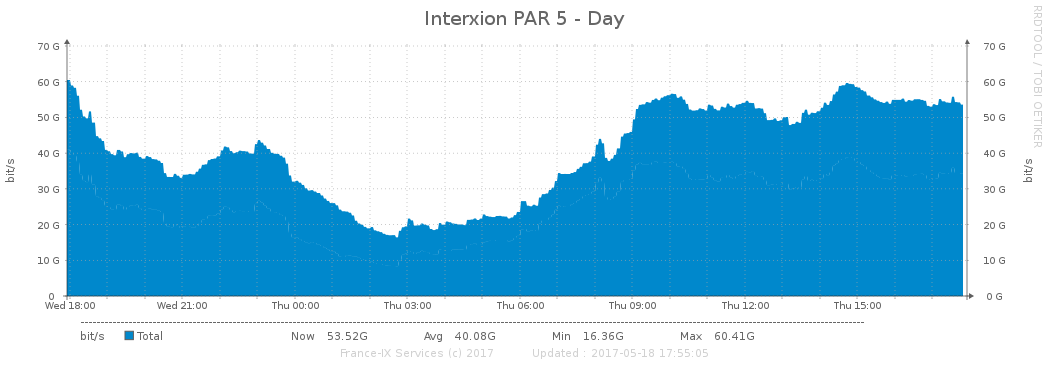 Interxion PAR 5 - Day
RRDTOOL / TOBI OETIKER
bit/s
70 G 70 G
60 G 60 G
50 G 50 G
40 G 40 G
30 G 30 G
20 G 20 G
10 G 10 G
0 0 G
bit/s
Wed 18:00 Wed 21:00 Thu 00:00 Thu 03:00 Thu 06:00 Thu 09:00 Thu 12:00 Thu 15:00
bit/s Total Now 53.52G Avg 40.08G Min 16.36G Max 60.41G
France-IX Services (c) 2017 Updated : 2017-05-18 17:55:05